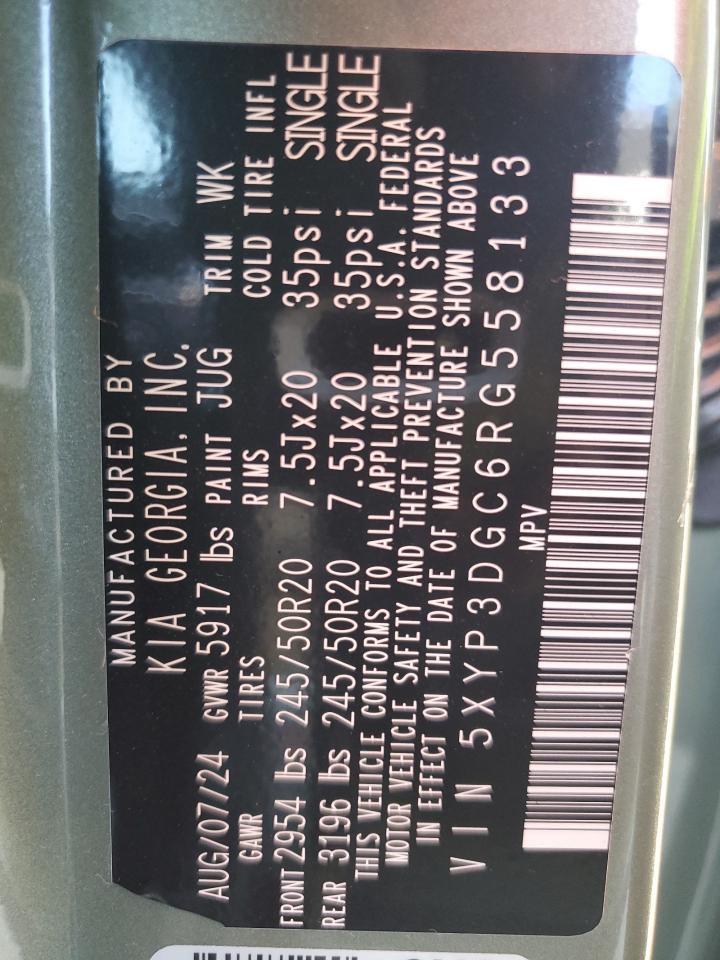 MANUFACTURED BY
KIA GEORGIA, INC.
AUG/07/24 GVWR 5917 lbs PAINT JUG TRIM WK
GAWR TIRES RIMS COLD TIRE INFL
FRONT 2954 lbs 245/50R20 7.5Jx20 35psi SINGLE
REAR 3196 lbs 245/50R20 7.5Jx20 35psi SINGLE
THIS VEHICLE CONFORMS TO ALL APPLICABLE U.S.A. FEDERAL
MOTOR VEHICLE SAFETY AND THEFT PREVENTION STANDARDS
IN EFFECT ON THE DATE OF MANUFACTURE SHOWN ABOVE
VIN 5XYP3DGC6RG558133
MPV